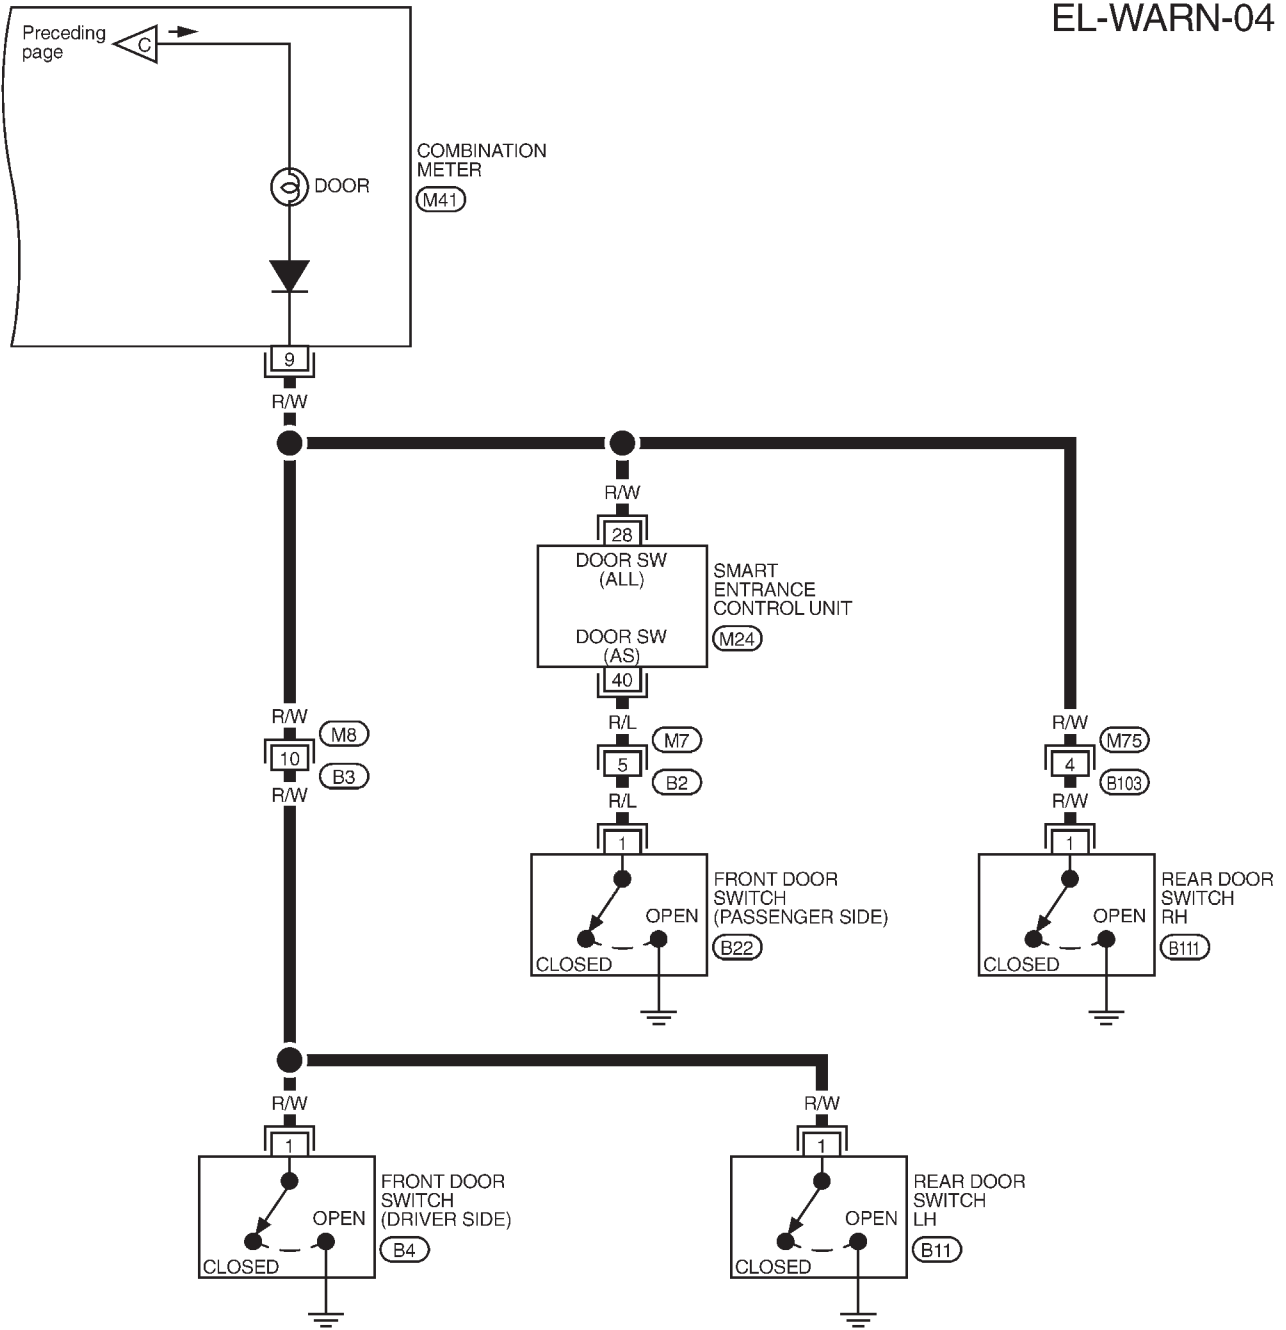 EL-WARN-04
Preceding
page
C
COMBINATION
METER
M41
DOOR
9
R/W
R/W
28
DOOR SW
(ALL)
SMART
ENTRANCE
CONTROL UNIT
M24
DOOR SW
(AS)
40
R/W
M8
10
B3
R/W
R/L
M7
5
B2
R/L
R/W
M75
4
B103
R/W
1
FRONT DOOR
SWITCH
(PASSENGER SIDE)
B22
OPEN
CLOSED
1
REAR DOOR
SWITCH
RH
B111
OPEN
CLOSED
R/W
1
FRONT DOOR
SWITCH
(DRIVER SIDE)
B4
OPEN
CLOSED
R/W
1
REAR DOOR
SWITCH
LH
B11
OPEN
CLOSED